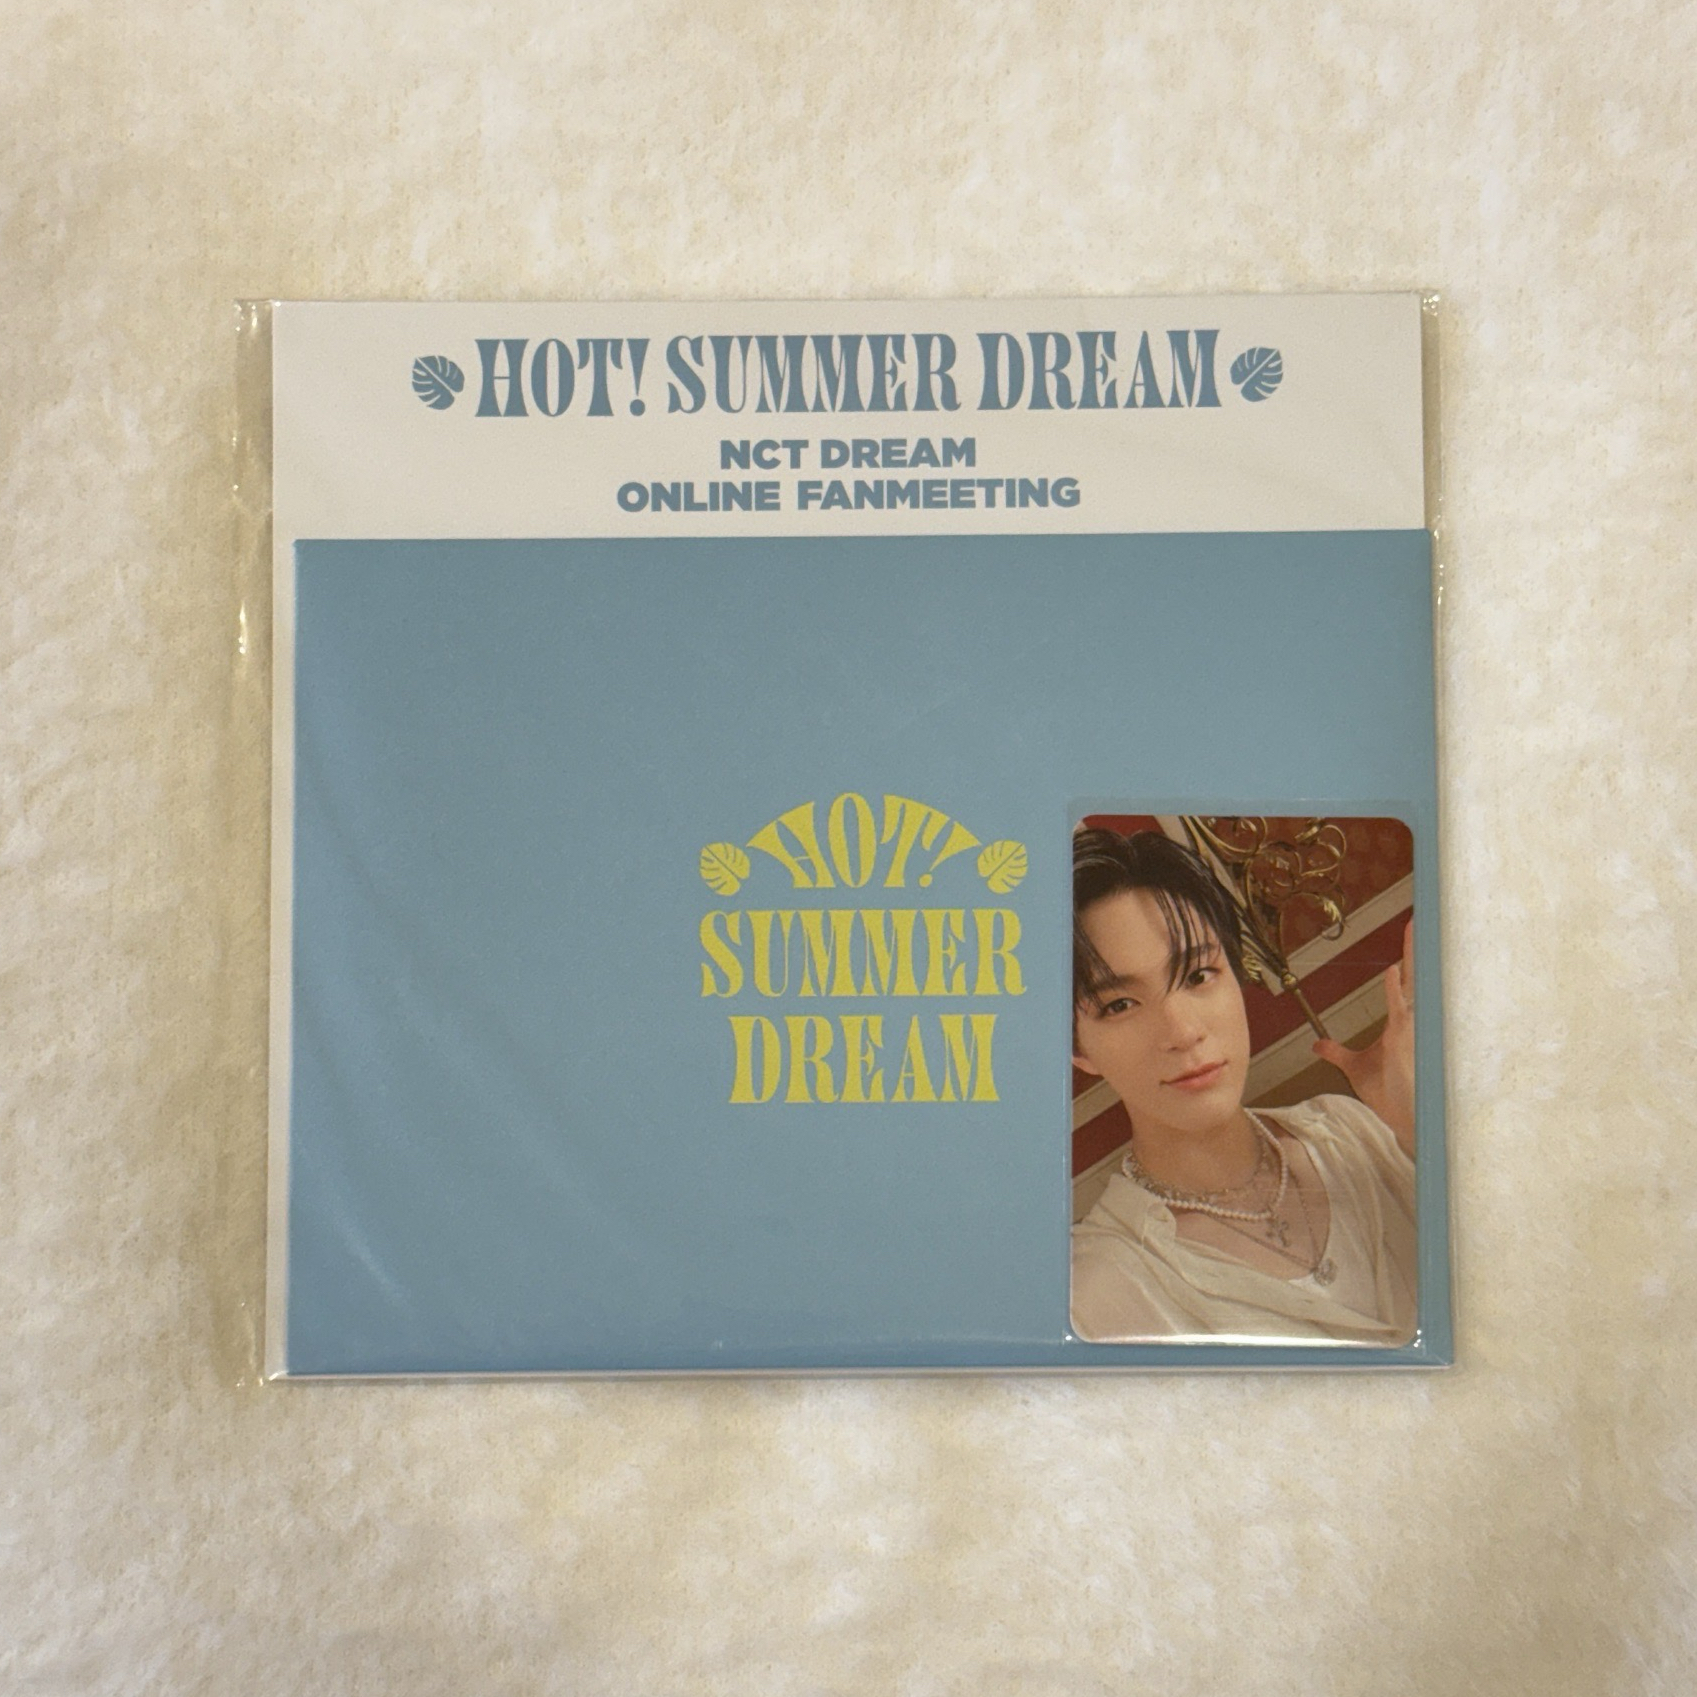 HOT! SUMMER DREAM
NCT DREAM
ONLINE FANMEETING
HOT!
SUMMER
DREAM